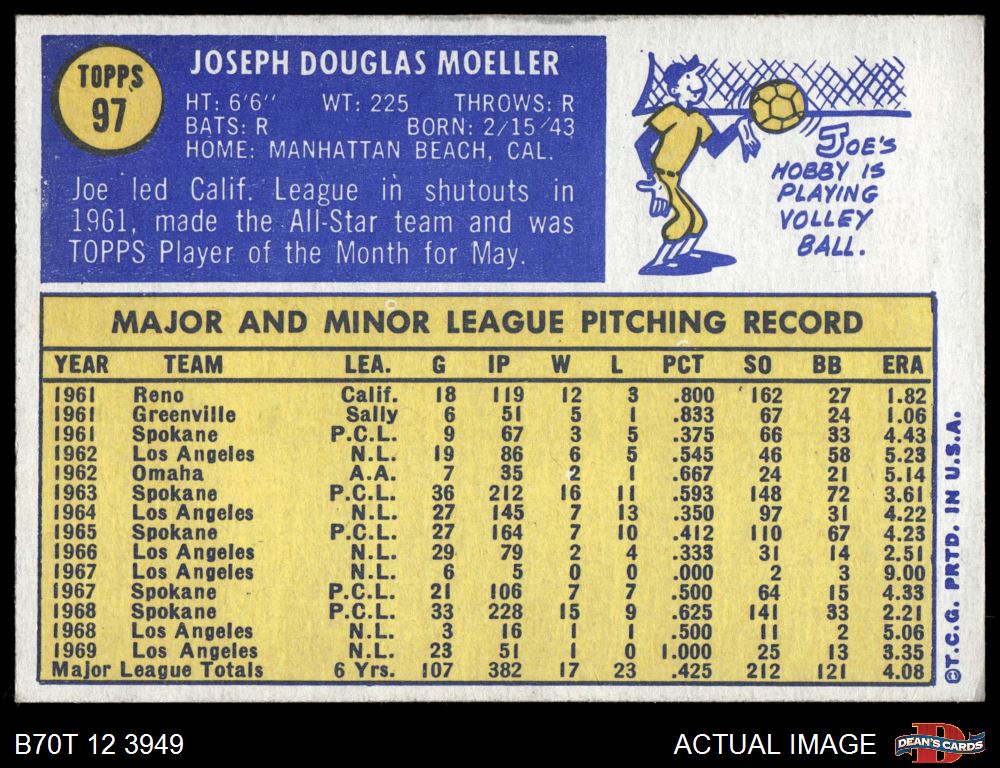 TOPPS
97
JOSEPH DOUGLAS MOELLER
HT: 6'6" WT: 225 THROWS: R
BATS: R BORN: 2/15/43
HOME: MANHATTAN BEACH, CAL.
Joe led Calif. League in shutouts in
1961, made the All-Star team and was
TOPPS Player of the Month for May.
JOE'S
HOBBY IS
PLAYING
VOLLEY
BALL.
MAJOR AND MINOR LEAGUE PITCHING RECORD
YEAR TEAM LEA. G IP W L PCT SO BB ERA
1961 Reno Calif. 18 119 12 3 .800 162 27 1.82
1961 Greenville Sally 6 51 5 1 .833 67 24 1.06
1961 Spokane P.C.L. 9 67 3 5 .375 66 33 4.43
1962 Los Angeles N.L. 19 86 6 5 .545 46 58 5.23
1962 Omaha A.A. 7 35 2 1 .667 24 21 5.14
1963 Spokane P.C.L. 36 212 16 11 .593 148 72 3.61
1964 Los Angeles N.L. 27 145 7 13 .350 97 31 4.22
1965 Spokane P.C.L. 27 164 7 10 .412 110 67 4.23
1966 Los Angeles N.L. 29 79 2 4 .333 31 14 2.51
1967 Los Angeles N.L. 6 5 0 0 .000 2 3 9.00
1967 Spokane P.C.L. 21 106 7 7 .500 64 15 4.33
1968 Spokane P.C.L. 33 228 15 9 .625 141 33 2.21
1968 Los Angeles N.L. 3 16 1 1 .500 11 2 5.06
1969 Los Angeles N.L. 23 51 1 0 1.000 25 13 3.35
Major League Totals 6 Yrs. 107 382 17 23 .425 212 121 4.08
©T.C.G. PRTD. IN U.S.A.
B70T 12 3949
ACTUAL IMAGE
D
DEAN'S CARDS